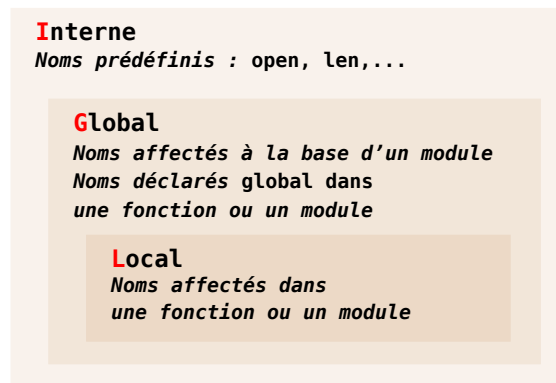 Interne
Noms prédéfinis : open, len,...
Global
Noms affectés à la base d’un module
Noms déclarés global dans
une fonction ou un module
Local
Noms affectés dans
une fonction ou un module